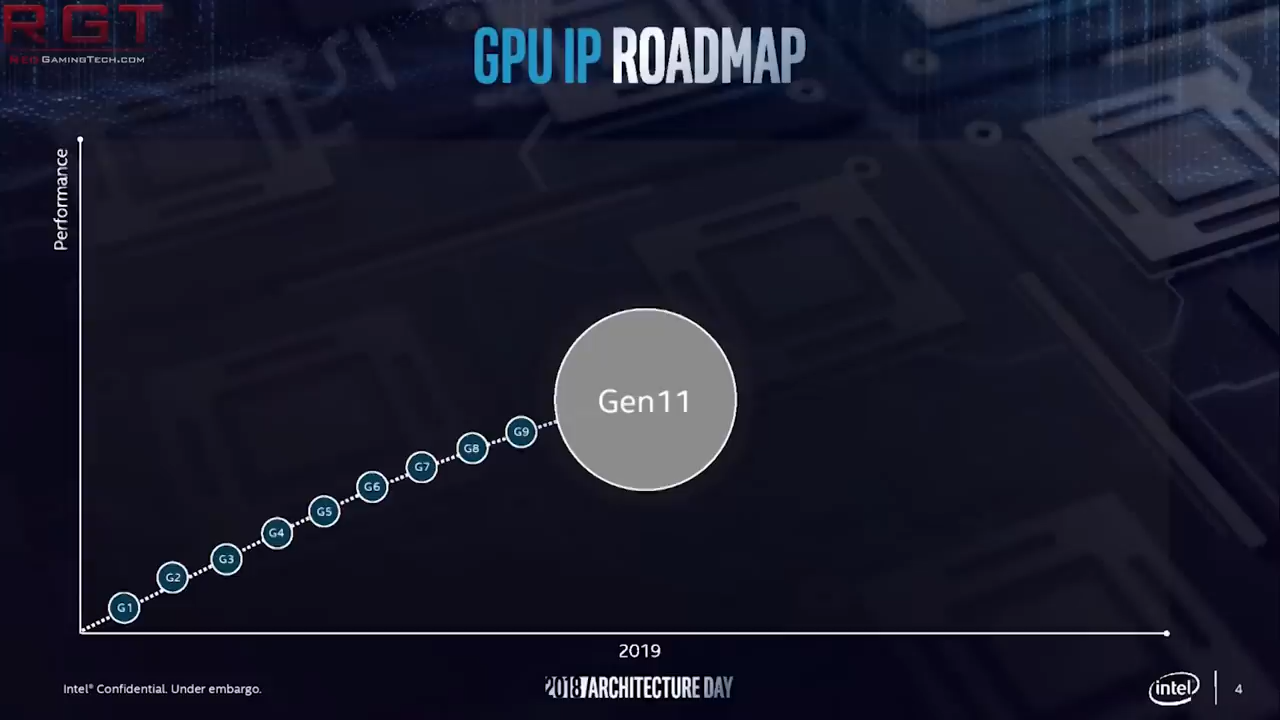 RGT
REDGAMINGTECH.COM
GPU IP ROADMAP
Performance
Gen11
G9
G8
G7
G6
G5
G4
G3
G2
G1
2019
Intel® Confidential. Under embargo.
2018 ARCHITECTURE DAY
intel
4